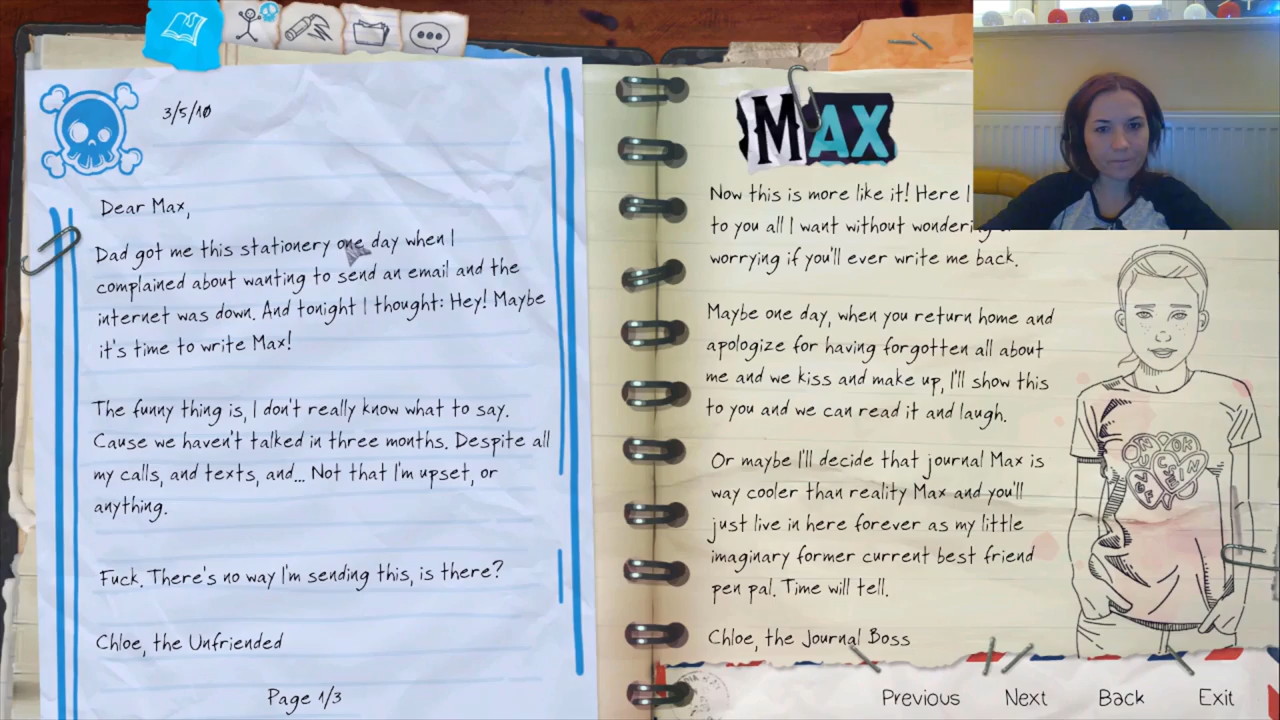 3/5/10
Dear Max,
Dad got me this stationery one day when I
complained about wanting to send an email and the
internet was down. And tonight I thought: Hey! Maybe
it's time to write Max!
The funny thing is, I don't really know what to say.
Cause we haven't talked in three months. Despite all
my calls, and texts, and... Not that I'm upset, or
anything.
Fuck. There's no way I'm sending this, is there?
Chloe, the Unfriended
Page 1/3
MAX
Now this is more like it! Here I
to you all I want without wondering
worrying if you'll ever write me back.
Maybe one day, when you return home and
apologize for having forgotten all about
me and we kiss and make up, I'll show this
to you and we can read it and laugh.
Or maybe I'll decide that journal Max is
way cooler than reality Max and you'll
just live in here forever as my little
imaginary former current best friend
pen pal. Time will tell.
Chloe, the Journal Boss
Previous Next Back Exit